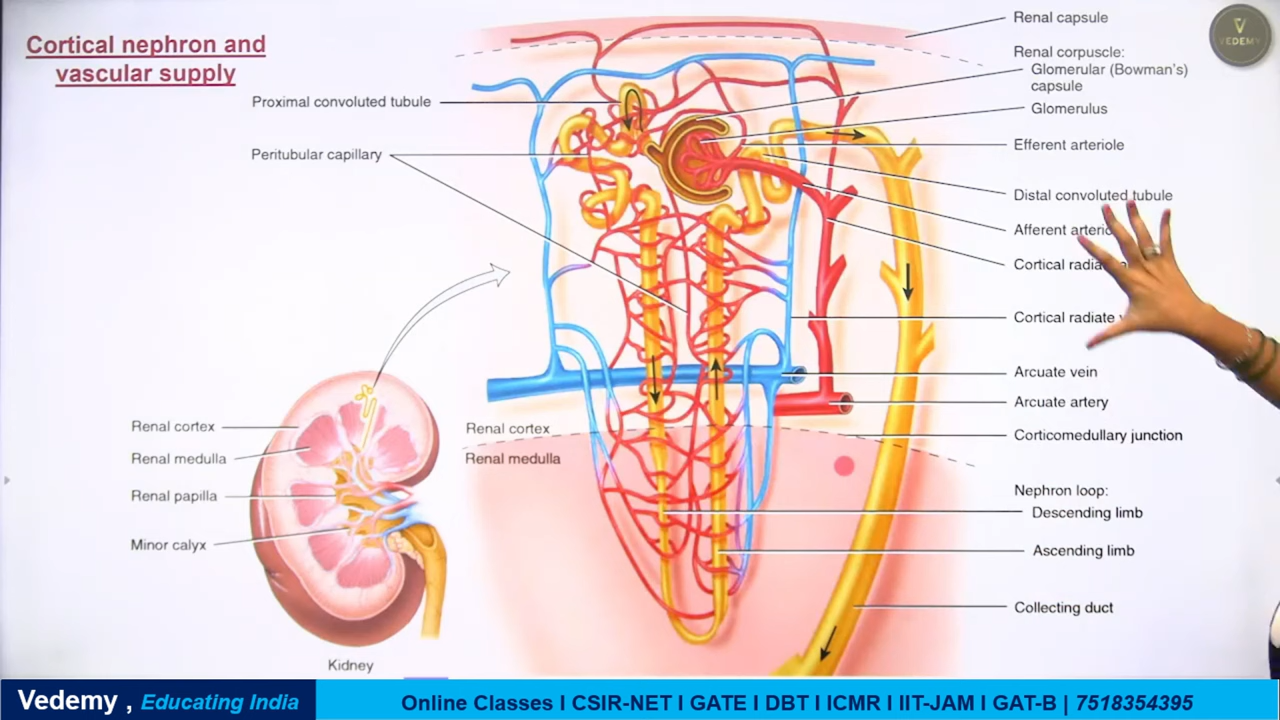 Cortical nephron and
vascular supply
Proximal convoluted tubule
Peritubular capillary
Renal capsule
Renal corpuscle:
Glomerular (Bowman's)
capsule
Glomerulus
Efferent arteriole
Distal convoluted tubule
Afferent
Cortical
Cortical radiate
Arcuate vein
Arcuate artery
Corticomedullary junction
Nephron loop:
Descending limb
Ascending limb
Collecting duct
Renal cortex
Renal medulla
Renal cortex
Renal medulla
Renal papilla
Minor calyx
Kidney
VEDEMY
Vedemy , Educating India
Online Classes I CSIR-NET I GATE I DBT I ICMR I IIT-JAM I GAT-B | 7518354395